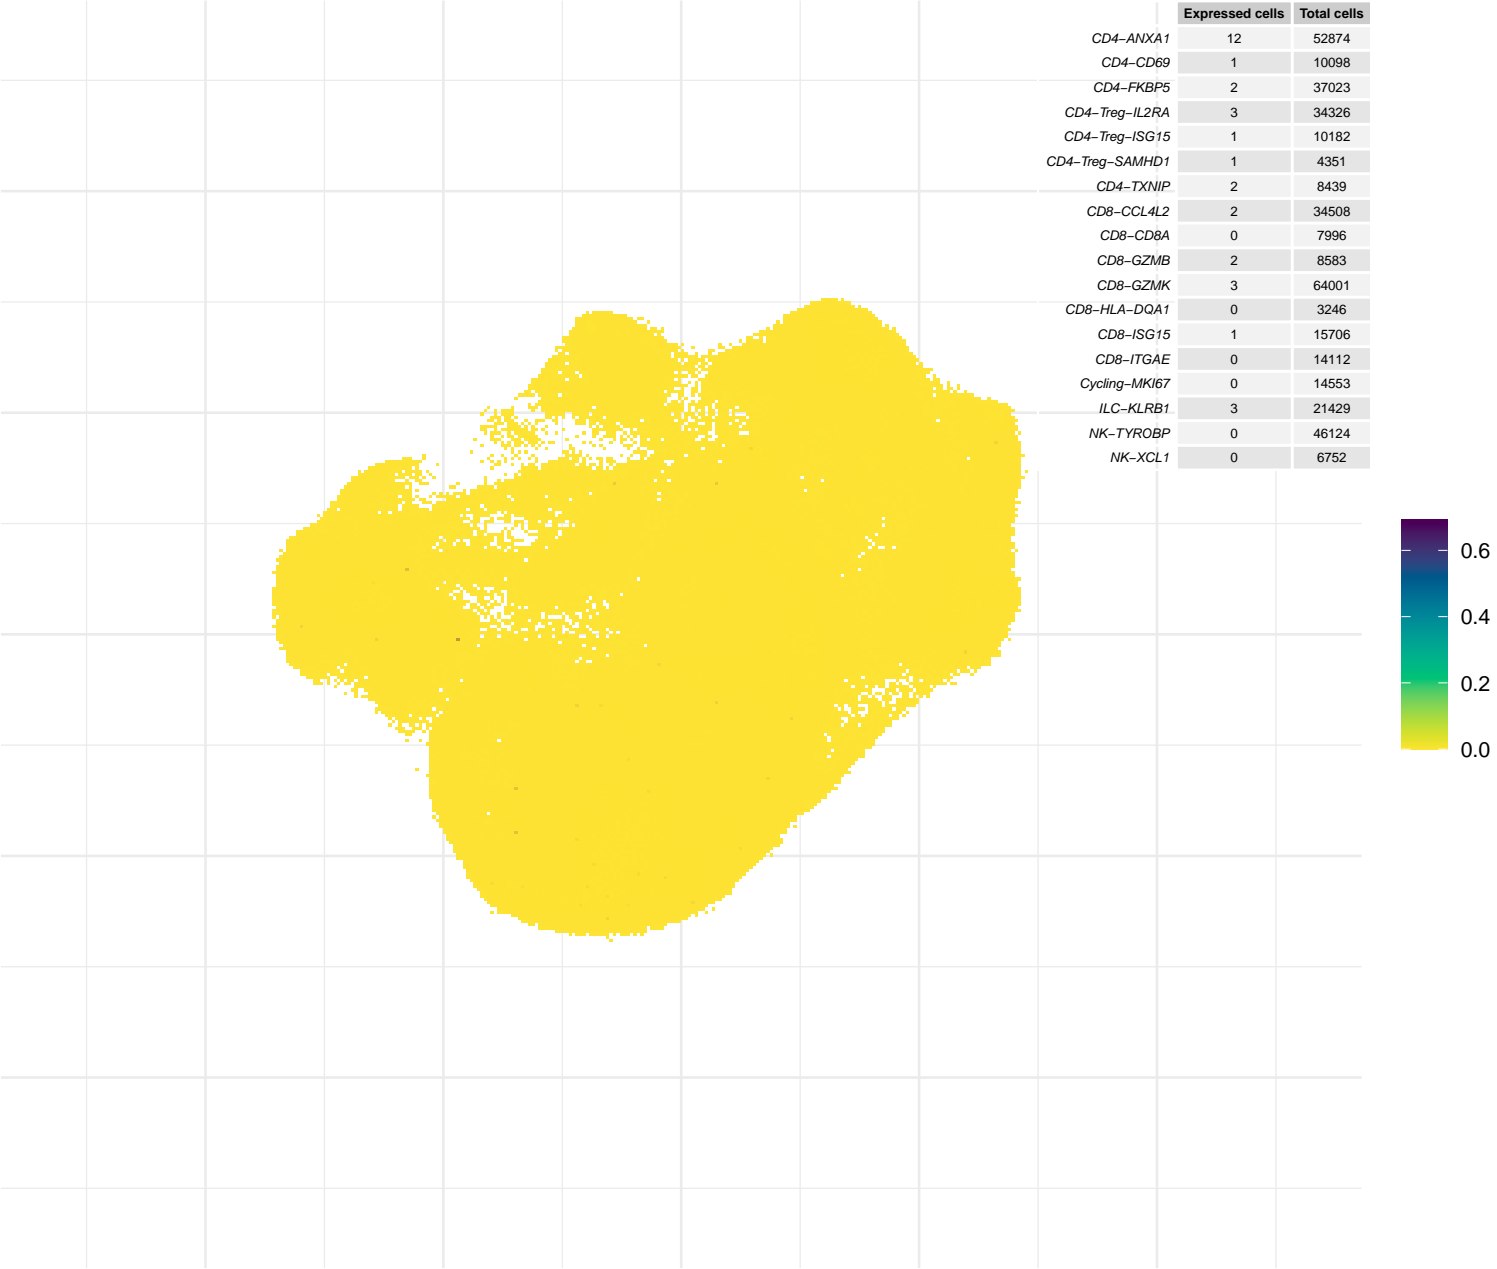 Expressed cells Total cells
CD4−ANXA1 12 52874
CD4−CD69 1 10098
CD4−FKBP5 2 37023
CD4−Treg−IL2RA 3 34326
CD4−Treg−ISG15 1 10182
CD4−Treg−SAMHD1 1 4351
CD4−TXNIP 2 8439
CD8−CCL4L2 2 34508
CD8−CD8A 0 7996
CD8−GZMB 2 8583
CD8−GZMK 3 64001
CD8−HLA−DQA1 0 3246
CD8−ISG15 1 15706
CD8−ITGAE 0 14112
Cycling−MKI67 0 14553
ILC−KLRB1 3 21429
NK−TYROBP 0 46124
NK−XCL1 0 6752
0.6
0.4
0.2
0.0